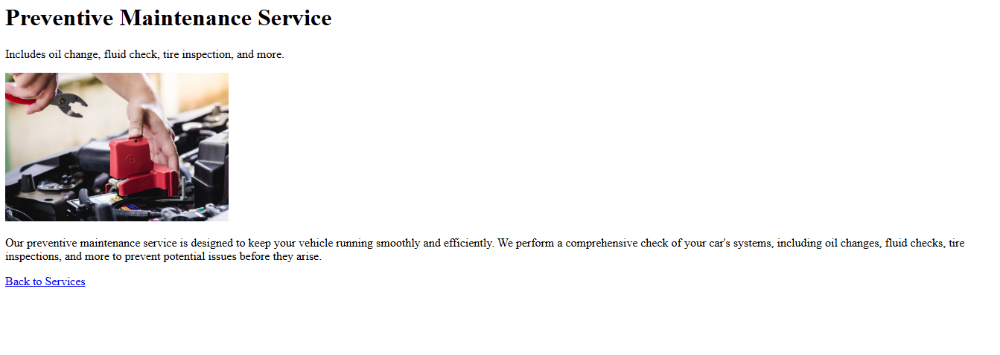 Preventive Maintenance Service
Includes oil change, fluid check, tire inspection, and more.
Our preventive maintenance service is designed to keep your vehicle running smoothly and efficiently. We perform a comprehensive check of your car's systems, including oil changes, fluid checks, tire
inspections, and more to prevent potential issues before they arise.
Back to Services